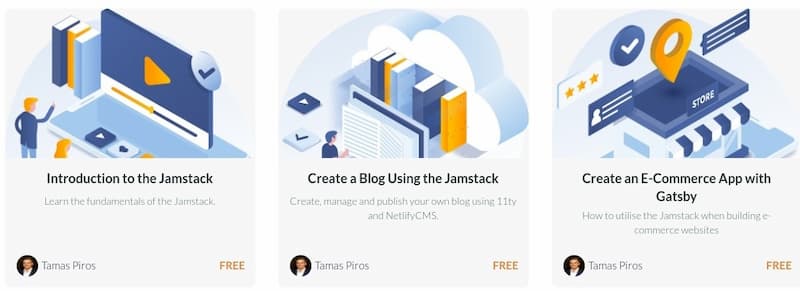 STORE
Introduction to the Jamstack
Learn the fundamentals of the Jamstack.
Tamas Piros
FREE
Create a Blog Using the Jamstack
Create, manage and publish your own blog using 11ty
and NetlifyCMS.
Tamas Piros
FREE
Create an E-Commerce App with
Gatsby
How to utilise the Jamstack when building e-
commerce websites
Tamas Piros
FREE